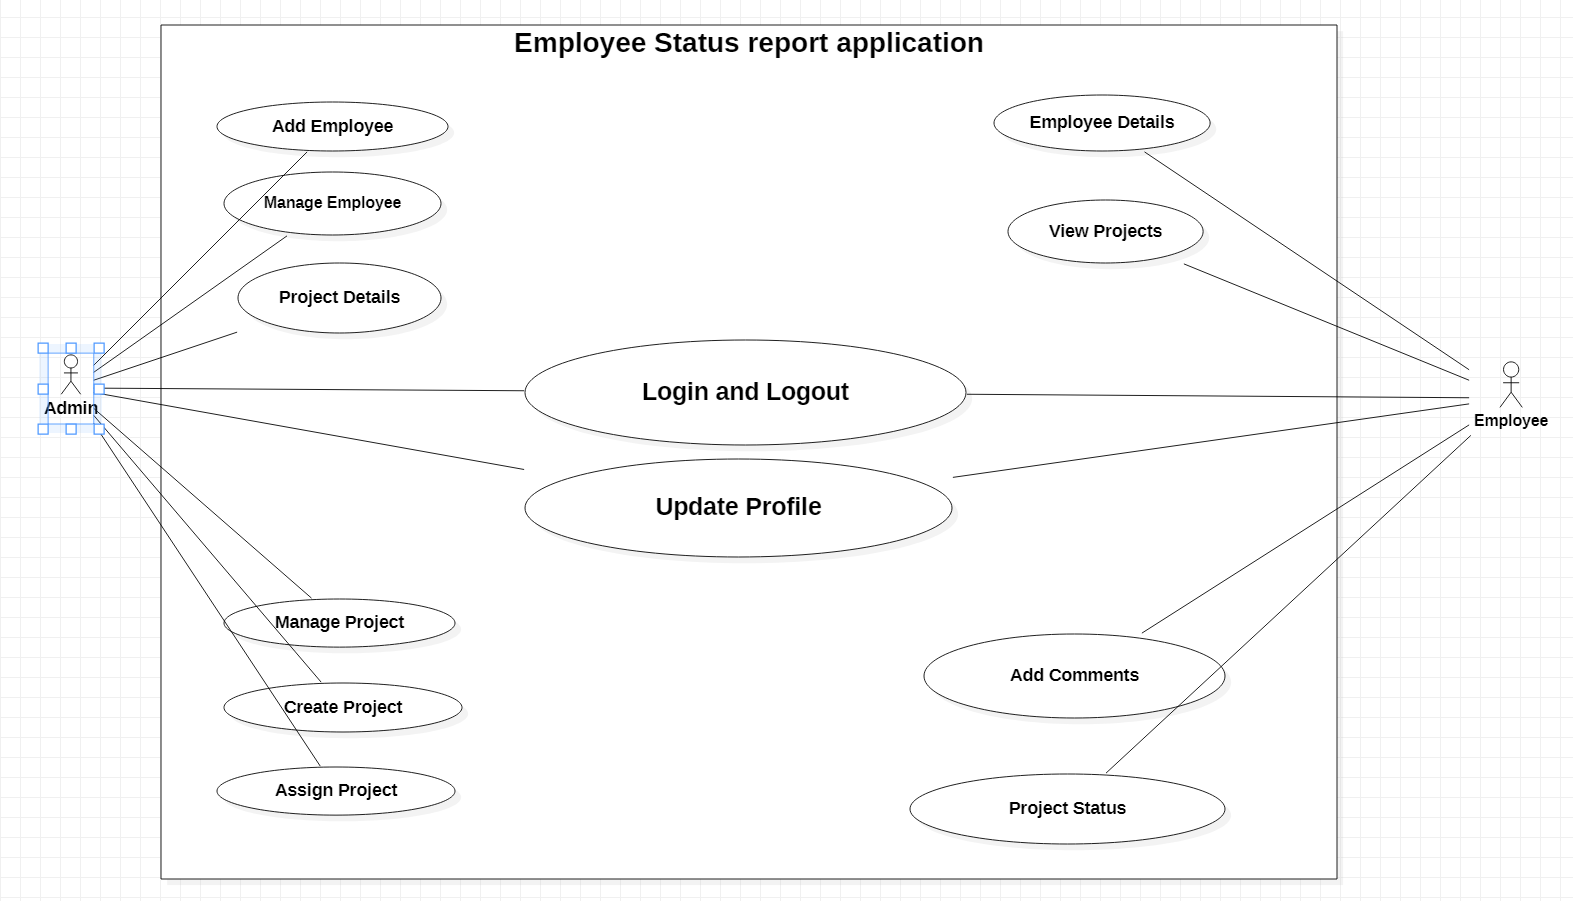 Employee Status report application
Add Employee
Employee Details
Manage Employee
View Projects
Project Details
Login and Logout
Admin
Employee
Update Profile
Manage Project
Add Comments
Create Project
Assign Project
Project Status